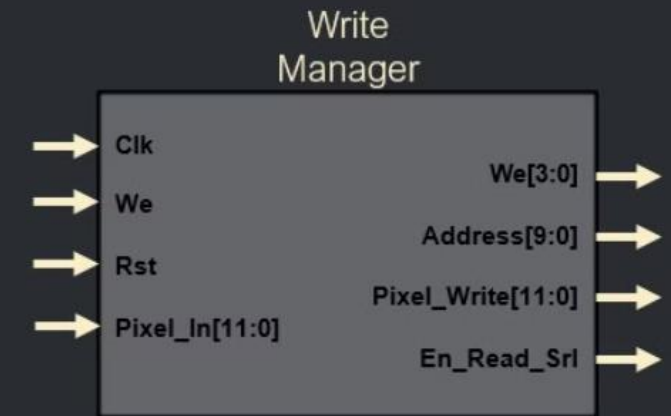 Write
Manager
Clk
We
Rst
Pixel_In[11:0]
We[3:0]
Address[9:0]
Pixel_Write[11:0]
En_Read_Srl